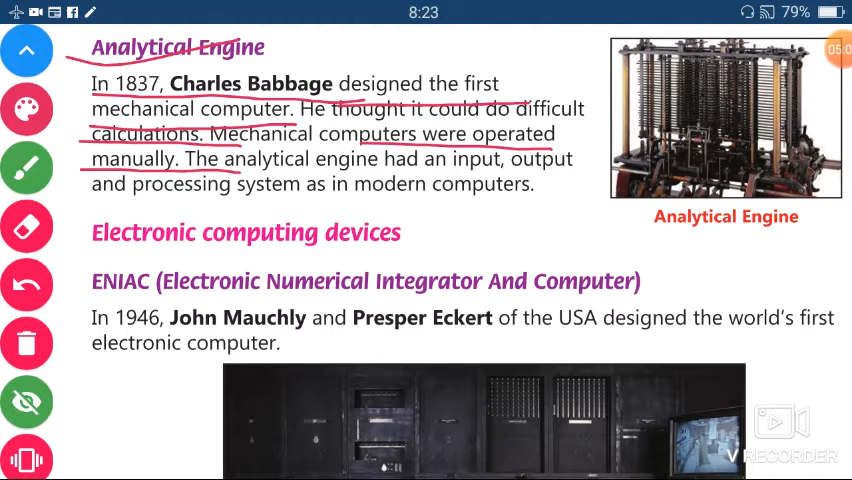 8:23
79%
05:0
Analytical Engine
In 1837, Charles Babbage designed the first
mechanical computer. He thought it could do difficult
calculations. Mechanical computers were operated
manually. The analytical engine had an input, output
and processing system as in modern computers.
Analytical Engine
Electronic computing devices
ENIAC (Electronic Numerical Integrator And Computer)
In 1946, John Mauchly and Presper Eckert of the USA designed the world's first
electronic computer.
V RECORDER